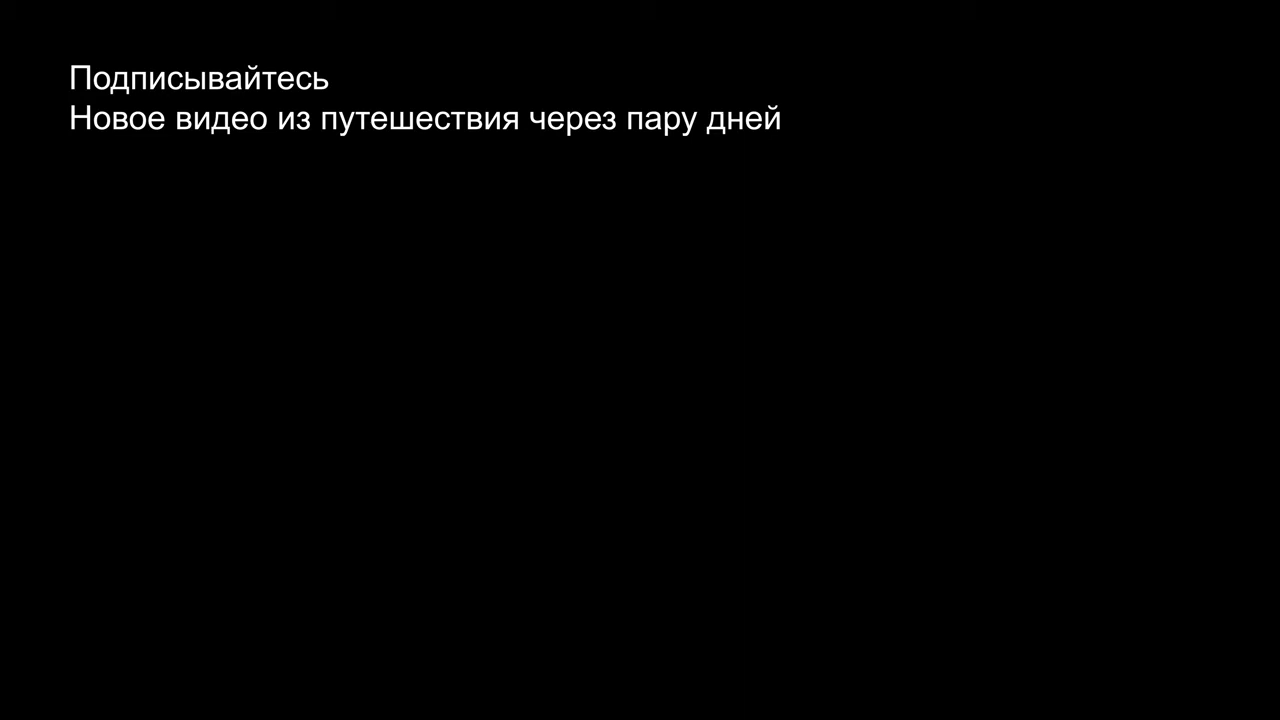 Подписывайтесь
Новое видео из путешествия через пару дней